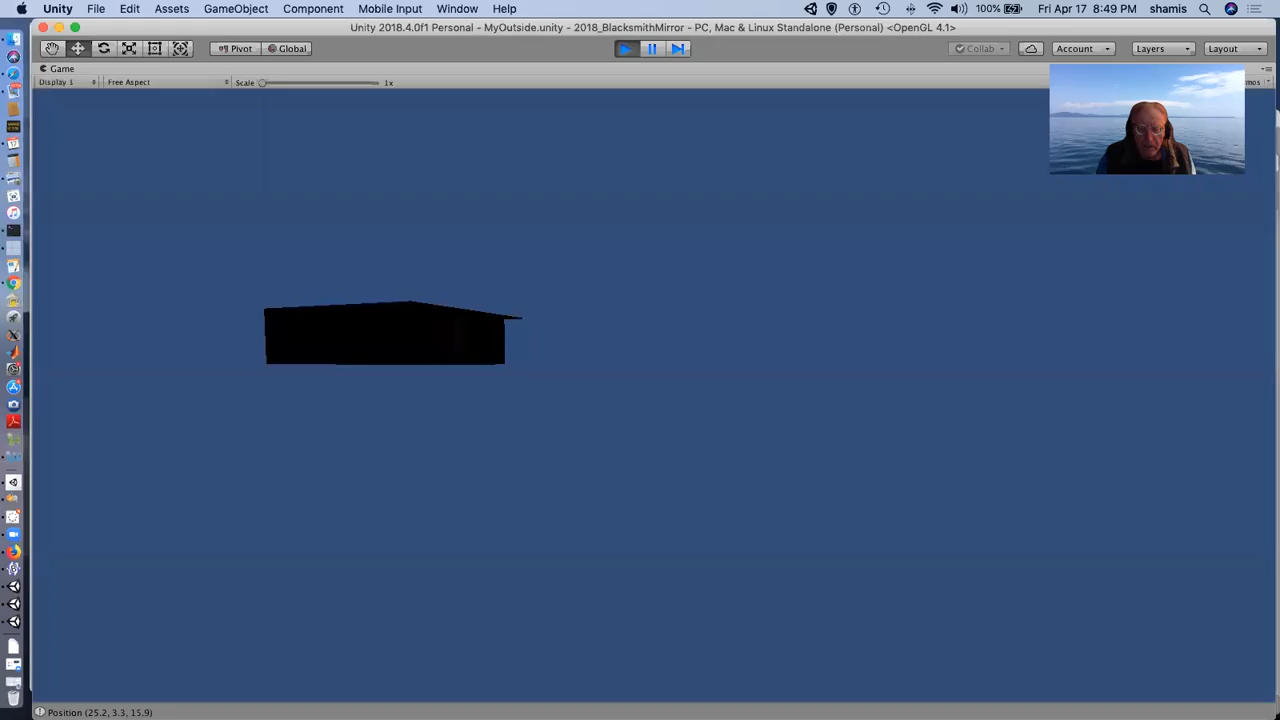 Unity File Edit Assets GameObject Component Mobile Input Window Help 100% Fri Apr 17 8:49 PM shamis
Unity 2018.4.0f1 Personal - MyOutside.unity - 2018_BlacksmithMirror - PC, Mac & Linux Standalone (Personal) <OpenGL 4.1>
Pivot Global Collab Account Layers Layout
Game
Display 1 Free Aspect Scale 1x mos
Position (25.2, 3.3, 15.9)